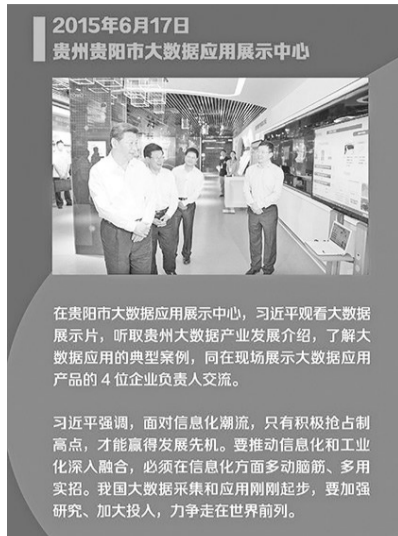 2015年6月17日
贵州贵阳市大数据应用展示中心
在贵阳市大数据应用展示中心，习近平观看大数据
展示片，听取贵州大数据产业发展介绍，了解大
数据应用的典型案例，同在现场展示大数据应用
产品的 4 位企业负责人交流。
习近平强调，面对信息化潮流，只有积极抢占制
高点，才能赢得发展先机。要推动信息化和工业
化深入融合，必须在信息化方面多动脑筋、多用
实招。我国大数据采集和应用刚刚起步，要加强
研究、加大投入，力争走在世界前列。